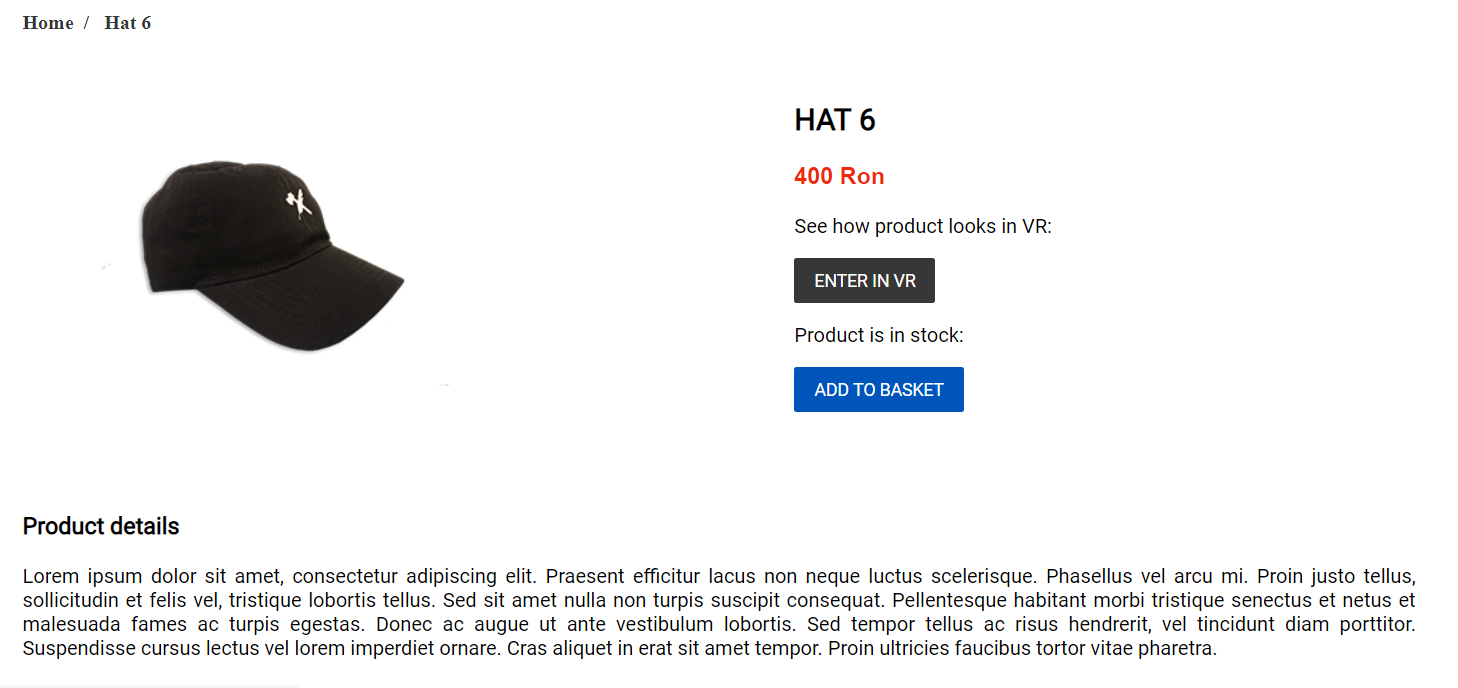 Home / Hat 6
HAT 6
400 Ron
See how product looks in VR:
ENTER IN VR
Product is in stock:
ADD TO BASKET
Product details
Lorem ipsum dolor sit amet, consectetur adipiscing elit. Praesent efficitur lacus non neque luctus scelerisque. Phasellus vel arcu mi. Proin justo tellus,
sollicitudin et felis vel, tristique lobortis tellus. Sed sit amet nulla non turpis suscipit consequat. Pellentesque habitant morbi tristique senectus et netus et
malesuada fames ac turpis egestas. Donec ac augue ut ante vestibulum lobortis. Sed tempor tellus ac risus hendrerit, vel tincidunt diam porttitor.
Suspendisse cursus lectus vel lorem imperdiet ornare. Cras aliquet in erat sit amet tempor. Proin ultricies faucibus tortor vitae pharetra.